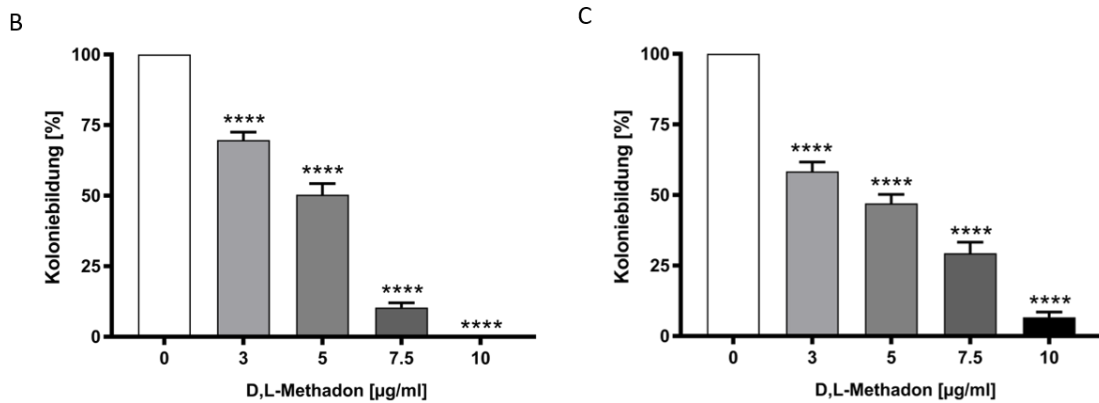 B
Koloniebildung [%]
100
75
50
25
0
****
****
****
****
0 3 5 7.5 10
D,L-Methadon [µg/ml]
C
Koloniebildung [%]
100
75
50
25
0
****
****
****
****
0 3 5 7.5 10
D,L-Methadon [µg/ml]